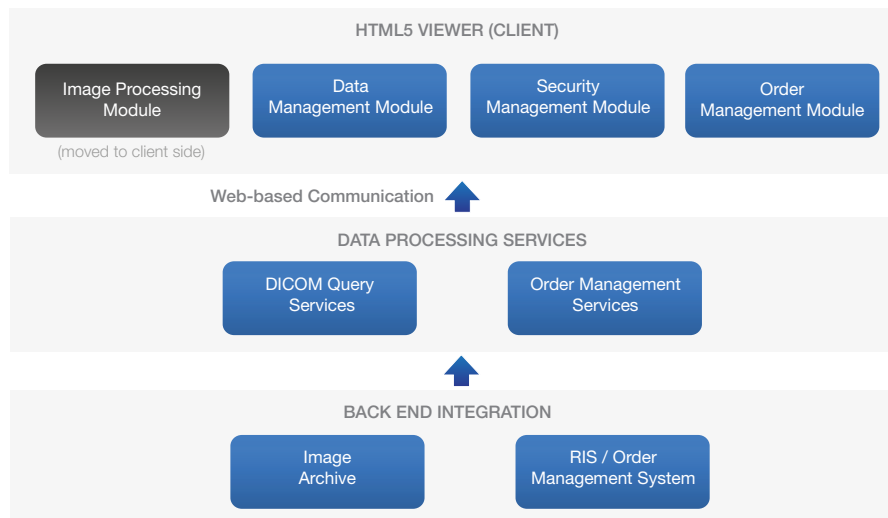 HTML5 VIEWER (CLIENT)
Image Processing
Module
Data
Management Module
Security
Management Module
Order
Management Module
(moved to client side)
Web-based Communication
DATA PROCESSING SERVICES
DICOM Query
Services
Order Management
Services
BACK END INTEGRATION
Image
Archive
RIS / Order
Management System